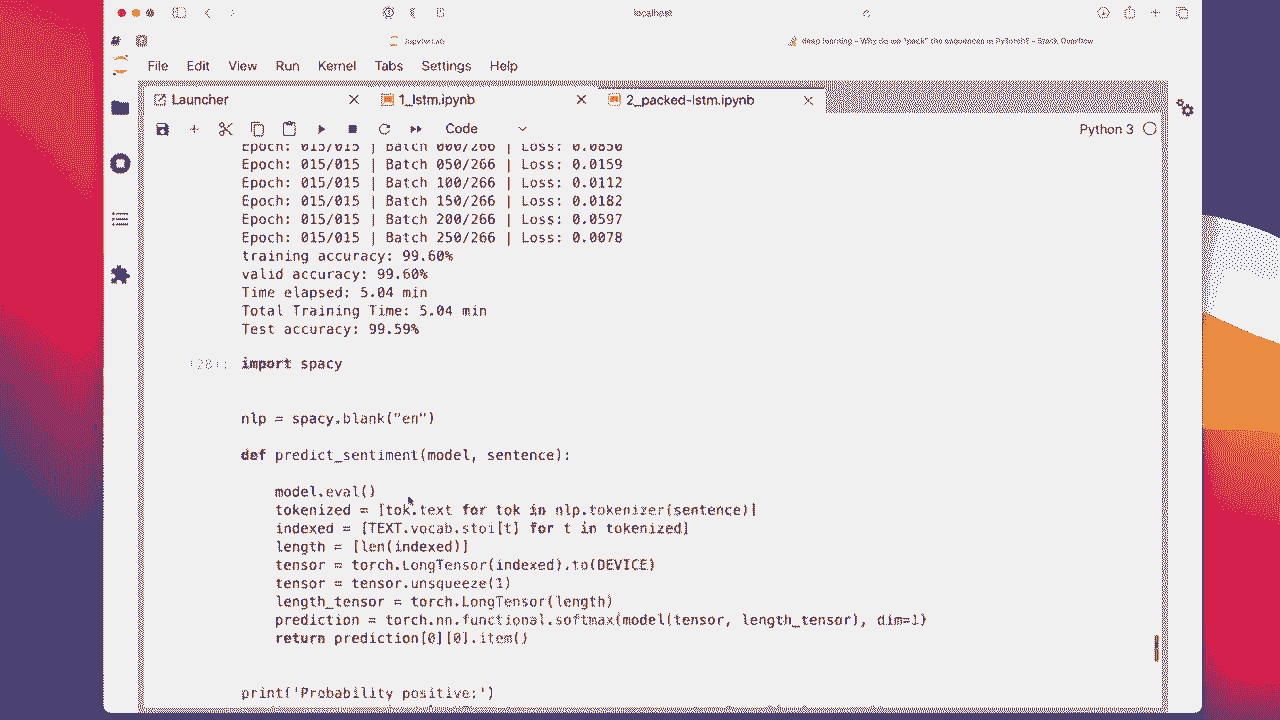 localhost
JupyterLab
deep learning - Why do we "pack" the sequences in PyTorch? - Stack Overflow
File Edit View Run Kernel Tabs Settings Help
Launcher 1_lstm.ipynb 2_packed-lstm.ipynb
Code Python 3
Epoch: 015/015 | Batch 000/266 | Loss: 0.0850
Epoch: 015/015 | Batch 050/266 | Loss: 0.0159
Epoch: 015/015 | Batch 100/266 | Loss: 0.0112
Epoch: 015/015 | Batch 150/266 | Loss: 0.0182
Epoch: 015/015 | Batch 200/266 | Loss: 0.0597
Epoch: 015/015 | Batch 250/266 | Loss: 0.0078
training accuracy: 99.60%
valid accuracy: 99.60%
Time elapsed: 5.04 min
Total Training Time: 5.04 min
Test accuracy: 99.59%
[20]: import spacy
nlp = spacy.blank("en")
def predict_sentiment(model, sentence):
model.eval()
tokenized = [tok.text for tok in nlp.tokenizer(sentence)]
indexed = [TEXT.vocab.stoi[t] for t in tokenized]
length = [len(indexed)]
tensor = torch.LongTensor(indexed).to(DEVICE)
tensor = tensor.unsqueeze(1)
length_tensor = torch.LongTensor(length)
prediction = torch.nn.functional.softmax(model(tensor, length_tensor), dim=1)
return prediction[0][0].item()
print('Probability positive:')